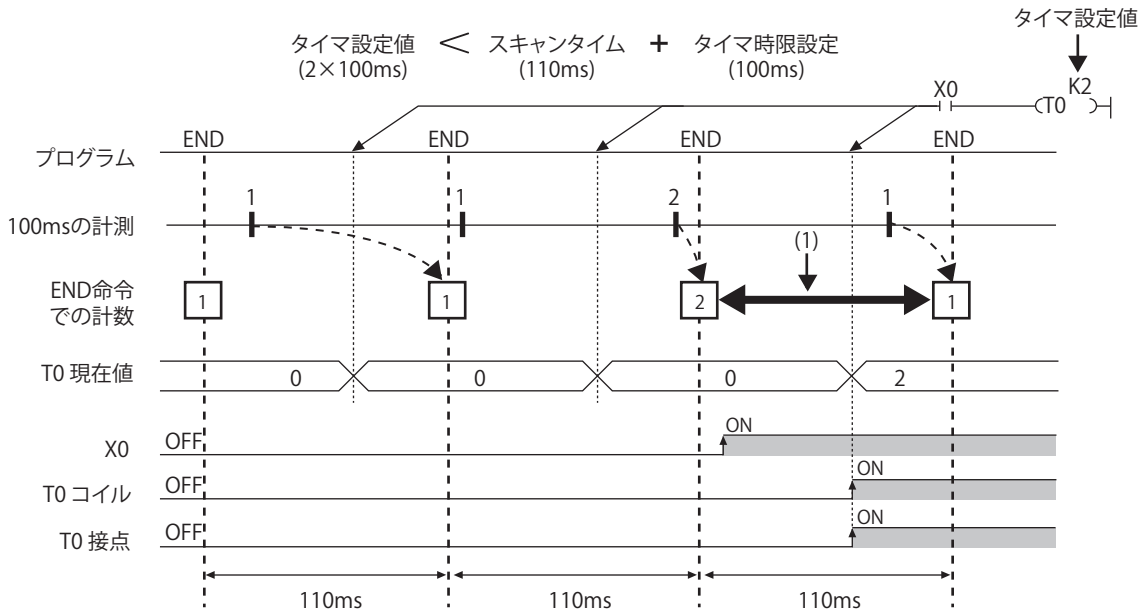 タイマ設定値
タイマ設定値 < スキャンタイム + タイマ時限設定
(2×100ms) (110ms) (100ms)
X0 K2
T0
END END END END
プログラム
1 1 2 1
100msの計測
(1)
END命令
での計数
1 1 2 1
T0 現在値 0 0 0 2
X0 OFF ON
T0 コイル OFF ON
T0 接点 OFF ON
110ms 110ms 110ms